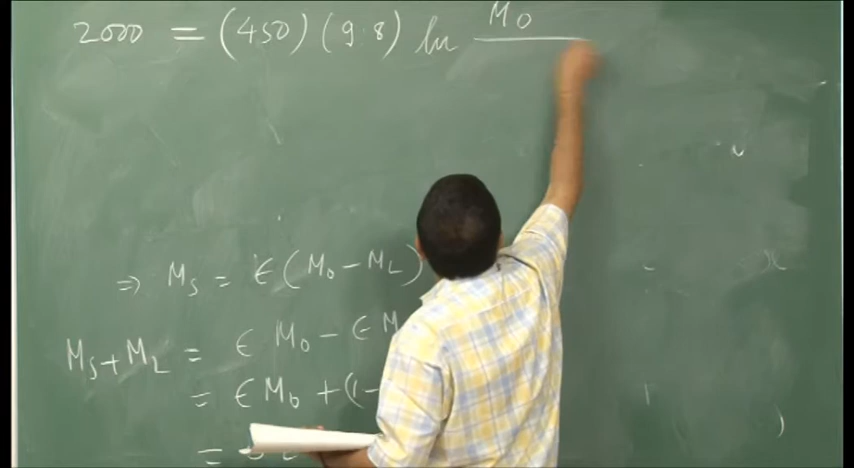 2000 = (450) (9.8) ln M0
⇒ Ms = ϵ (M0 – ML)
Ms + ML = ϵ M0 – ϵ M
= ϵ M0 + (1 –
=